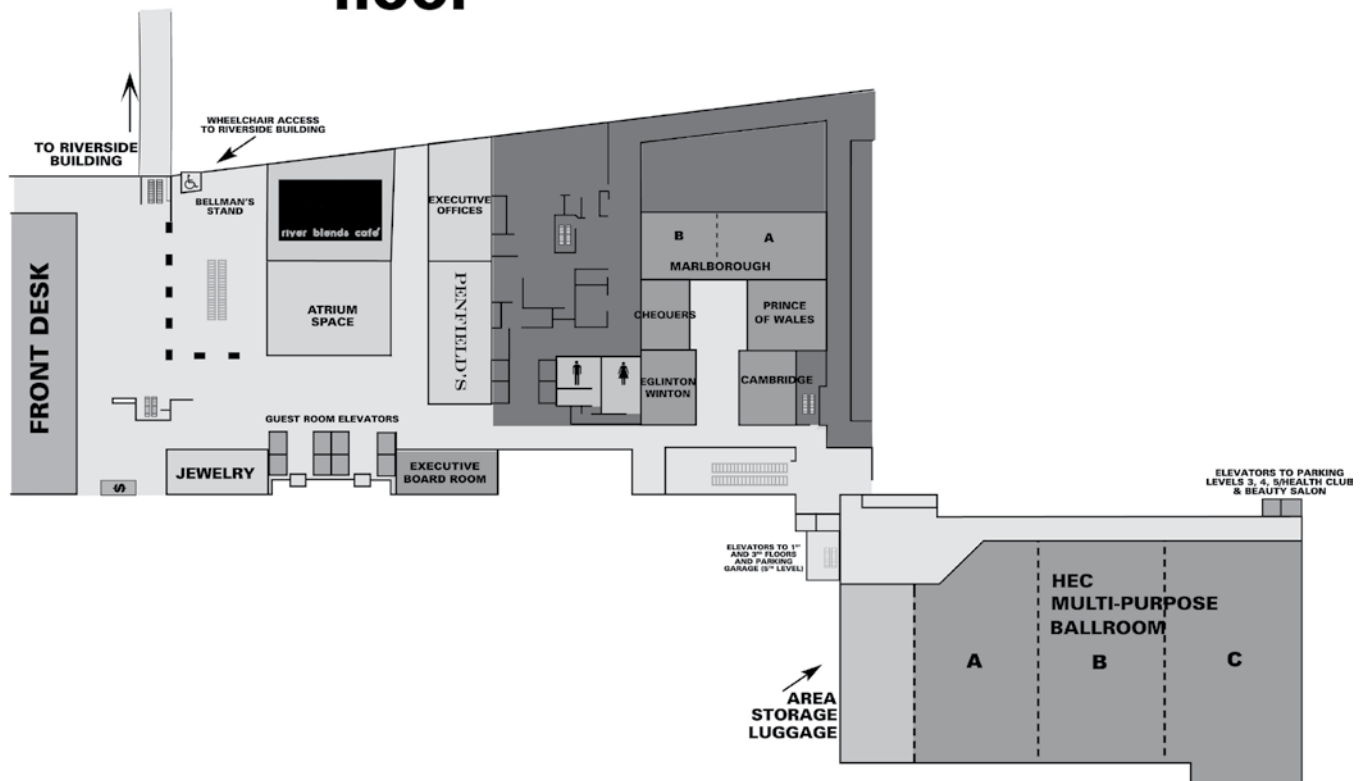 floor
WHEELCHAIR ACCESS
TO RIVERSIDE BUILDING
TO RIVERSIDE
BUILDING
BELLMAN'S
STAND
river blends café
EXECUTIVE
OFFICES
FRONT DESK
ATRIUM
SPACE
PENFIELD'S
B
A
MARLBOROUGH
CHEQUERS
PRINCE
OF WALES
EGLINTON
WINTON
CAMBRIDGE
GUEST ROOM ELEVATORS
JEWELRY
$
EXECUTIVE
BOARD ROOM
ELEVATORS TO PARKING
LEVELS 3, 4, 5/HEALTH CLUB
& BEAUTY SALON
ELEVATORS TO 1ST
AND 3RD FLOORS
AND PARKING
GARAGE (5TH LEVEL)
HEC
MULTI-PURPOSE
BALLROOM
A
B
C
AREA
STORAGE
LUGGAGE